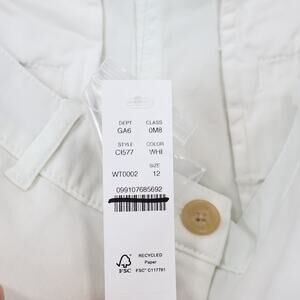 DEPT CLASS
GA6 0M8
STYLE COLOR
CI577 WHI
SIZE
WT0002 12
099107685692
RECYCLED
Paper
FSC® C117791
FSC